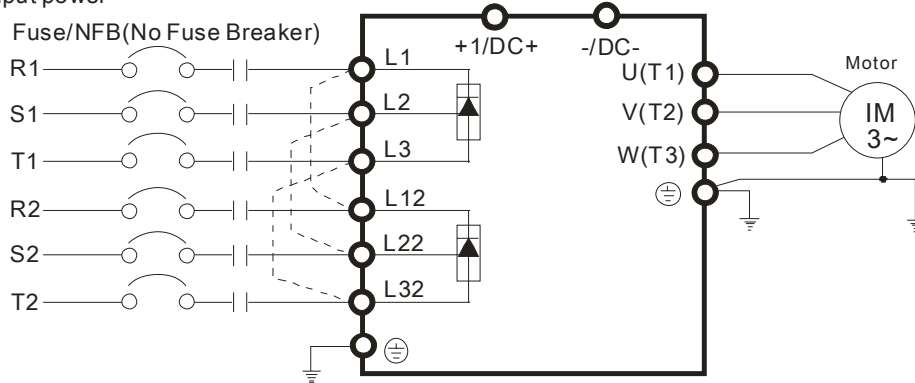 power
Fuse/NFB(No Fuse Breaker)
+1/DC+
-/DC-
R1
L1
U(T1)
Motor
S1
L2
V(T2)
IM
3~
T1
L3
W(T3)
R2
L12
S2
L22
T2
L32